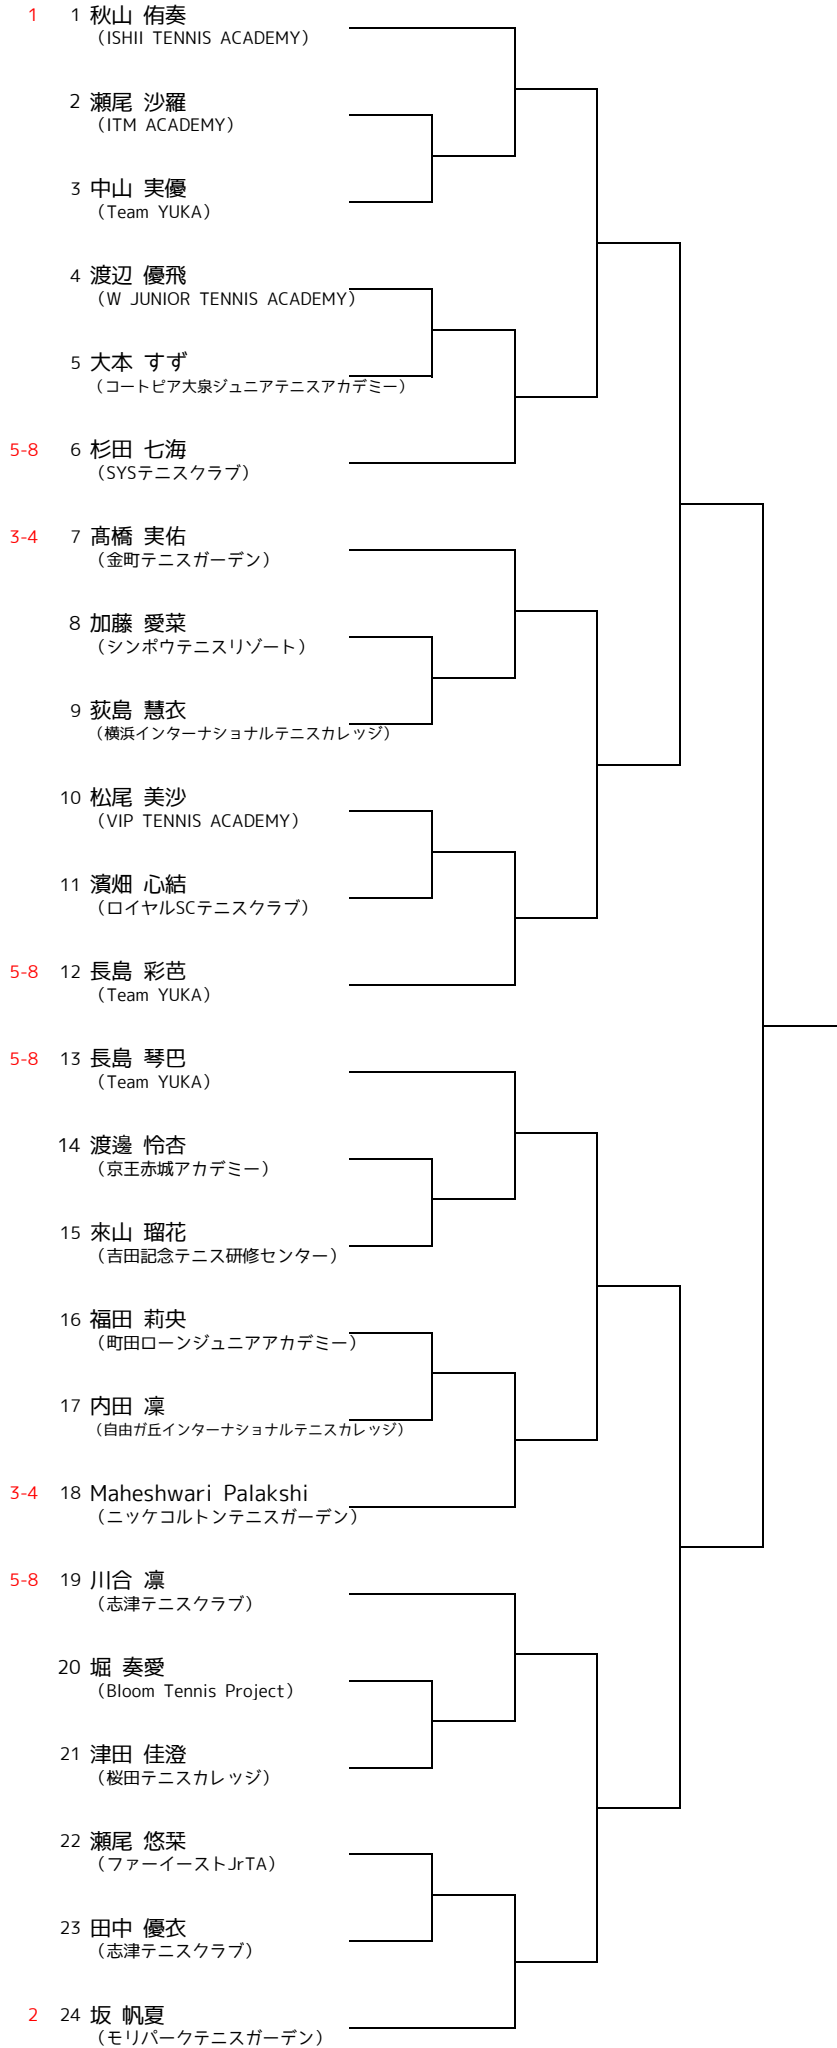 1 1 秋山 侑奏
（ISHII TENNIS ACADEMY）
2 瀬尾 沙羅
（ITM ACADEMY）
3 中山 実優
（Team YUKA）
4 渡辺 優飛
（W JUNIOR TENNIS ACADEMY）
5 大本 すず
（コートピア大泉ジュニアテニスアカデミー）
5-8 6 杉田 七海
（SYSテニスクラブ）
3-4 7 髙橋 実佑
（金町テニスガーデン）
8 加藤 愛菜
（シンポウテニスリゾート）
9 荻島 慧衣
（横浜インターナショナルテニスカレッジ）
10 松尾 美沙
（VIP TENNIS ACADEMY）
11 濱畑 心結
（ロイヤルSCテニスクラブ）
5-8 12 長島 彩芭
（Team YUKA）
5-8 13 長島 琴巴
（Team YUKA）
14 渡邊 怜杏
（京王赤城アカデミー）
15 來山 瑠花
（吉田記念テニス研修センター）
16 福田 莉央
（町田ローンジュニアアカデミー）
17 内田 凜
（自由ガ丘インターナショナルテニスカレッジ）
3-4 18 Maheshwari Palakshi
（ニッケコルトンテニスガーデン）
5-8 19 川合 凛
（志津テニスクラブ）
20 堀 奏愛
（Bloom Tennis Project）
21 津田 佳澄
（桜田テニスカレッジ）
22 瀬尾 悠栞
（ファーイーストJrTA）
23 田中 優衣
（志津テニスクラブ）
2 24 坂 帆夏
（モリパークテニスガーデン）